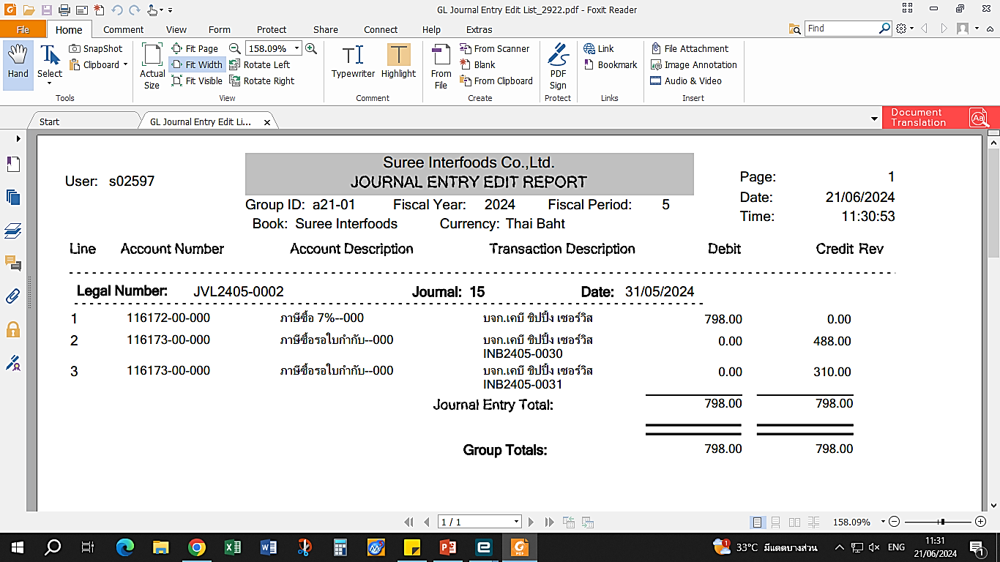 GL Journal Entry Edit List_2922.pdf - Foxit Reader
File Home Comment View Form Protect Share Connect Help Extras Find
Hand
Select
SnapShot
Clipboard
Actual Size
Fit Page
Fit Width
Fit Visible
158.09%
Rotate Left
Rotate Right
Typewriter
Highlight
From File
From Scanner
Blank
From Clipboard
PDF Sign
Link
Bookmark
File Attachment
Image Annotation
Audio & Video
Tools View Comment Create Protect Links Insert
Start GL Journal Entry Edit Li...
Document
Translation
Suree Interfoods Co.,Ltd.
User: s02597 JOURNAL ENTRY EDIT REPORT Page: 1
Group ID: a21-01 Fiscal Year: 2024 Fiscal Period: 5 Date: 21/06/2024
Book: Suree Interfoods Currency: Thai Baht Time: 11:30:53
Line Account Number Account Description Transaction Description Debit Credit Rev
Legal Number: JVL2405-0002 Journal: 15 Date: 31/05/2024
1 116172-00-000 ภาษีซื้อ 7%--000 บจก.เคบี ชิปปิ้ง เซอร์วิส 798.00 0.00
2 116173-00-000 ภาษีซื้อรอใบกำกับ--000 บจก.เคบี ชิปปิ้ง เซอร์วิส 0.00 488.00
INB2405-0030
3 116173-00-000 ภาษีซื้อรอใบกำกับ--000 บจก.เคบี ชิปปิ้ง เซอร์วิส 0.00 310.00
INB2405-0031
Journal Entry Total: 798.00 798.00
Group Totals: 798.00 798.00
1 / 1 158.09%
33°C มีแดดบางส่วน ENG 11:31
21/06/2024